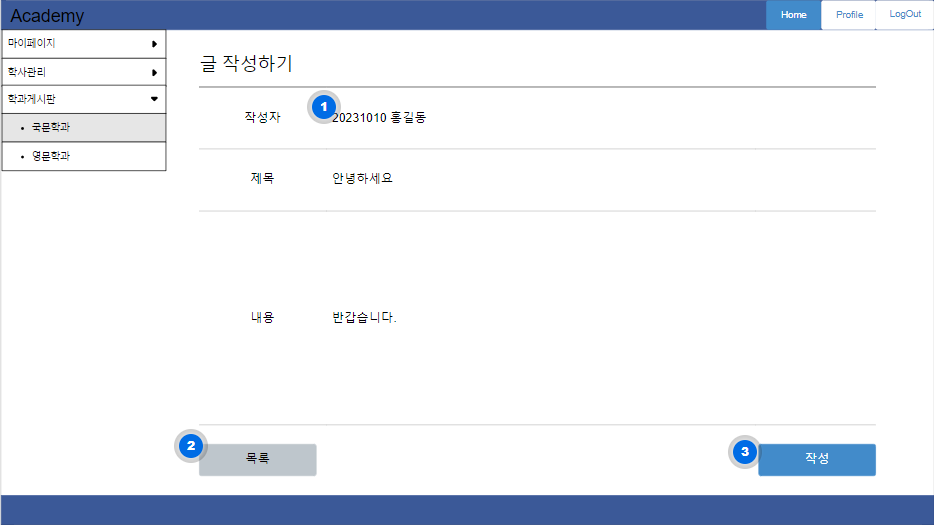 Academy
Home
Profile
LogOut
마이페이지
학사관리
학과게시판
• 국문학과
• 영문학과
글 작성하기
작성자
1
20231010 홍길동
제목
안녕하세요
내용
반갑습니다.
2
목록
3
작성